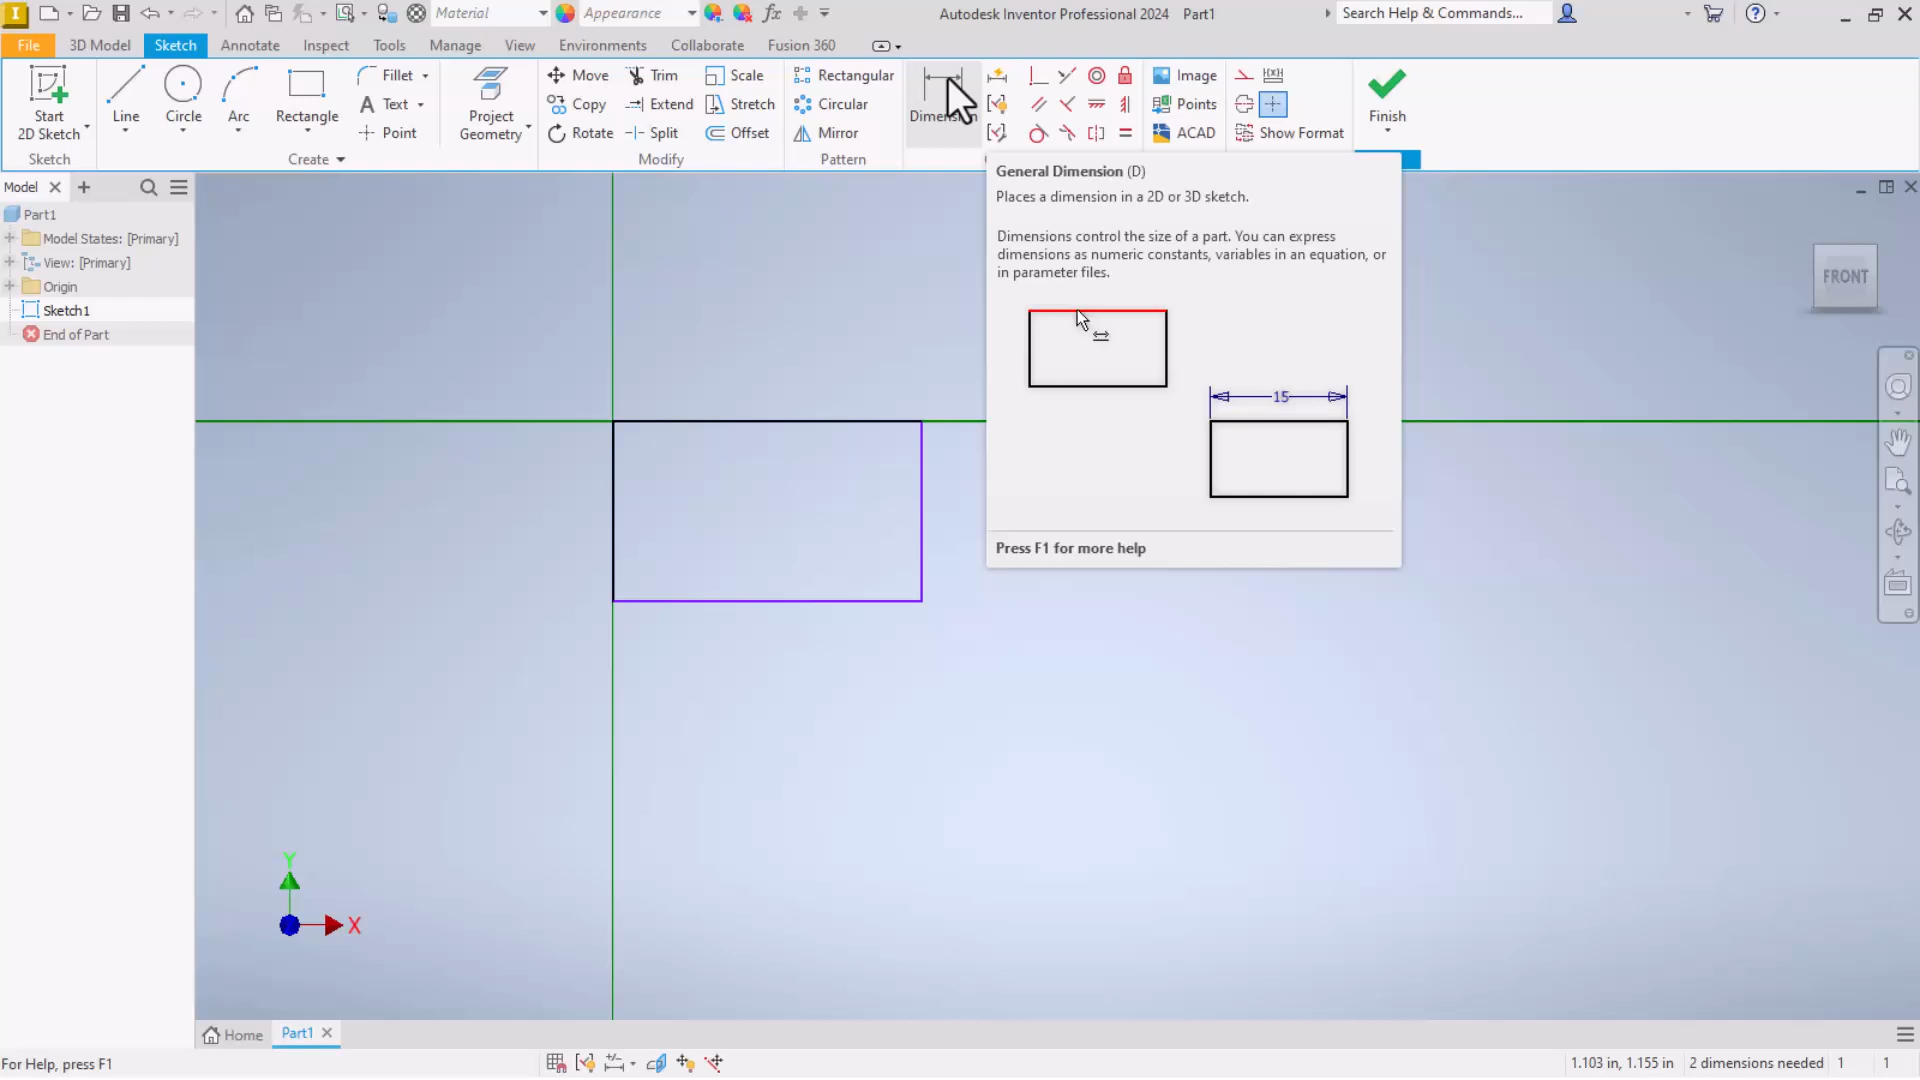 Material
Appearance
fx
Autodesk Inventor Professional 2024 Part1
Search Help & Commands...
File
3D Model
Sketch
Annotate
Inspect
Tools
Manage
View
Environments
Collaborate
Fusion 360
Start
2D Sketch
Line
Circle
Arc
Rectangle
Fillet
Text
Point
Project
Geometry
Move
Copy
Rotate
Trim
Extend
Split
Scale
Stretch
Offset
Rectangular
Circular
Mirror
Dimension
Image
Points
ACAD
Show Format
Finish
Sketch
Create
Modify
Pattern
Model
Part1
Model States: [Primary]
View: [Primary]
Origin
Sketch1
End of Part
General Dimension (D)
Places a dimension in a 2D or 3D sketch.
Dimensions control the size of a part. You can express
dimensions as numeric constants, variables in an equation, or
in parameter files.
15
Press F1 for more help
FRONT
Y
X
Home
Part1
For Help, press F1
1.103 in, 1.155 in
2 dimensions needed
1
1